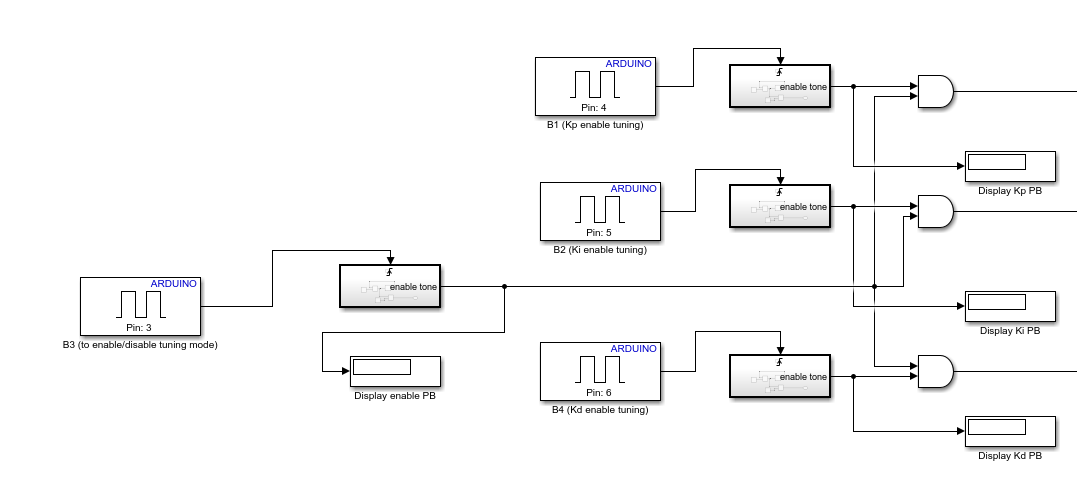 ARDUINO
Pin: 4
B1 (Kp enable tuning)
enable tone
Display Kp PB
ARDUINO
Pin: 5
B2 (Ki enable tuning)
enable tone
Display Ki PB
ARDUINO
Pin: 3
B3 (to enable/disable tuning mode)
enable tone
Display enable PB
ARDUINO
Pin: 6
B4 (Kd enable tuning)
enable tone
Display Kd PB